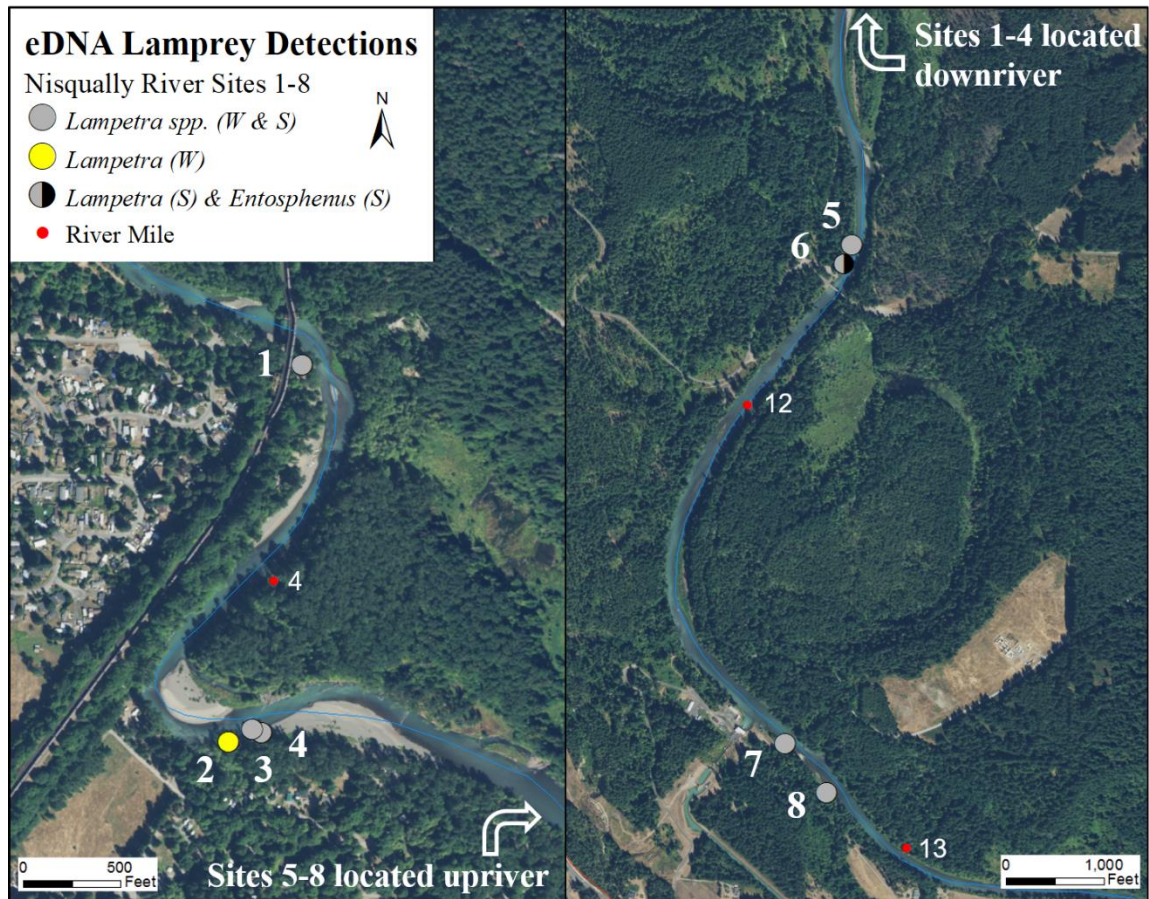 eDNA Lamprey Detections
Nisqually River Sites 1-8
Lampetra spp. (W & S)
Lampetra (W)
Lampetra (S) & Entosphenus (S)
River Mile
N
1
4
2
3
4
Sites 5-8 located upriver
0 500
Feet
Sites 1-4 located
downriver
5
6
12
7
8
13
0 1,000
Feet